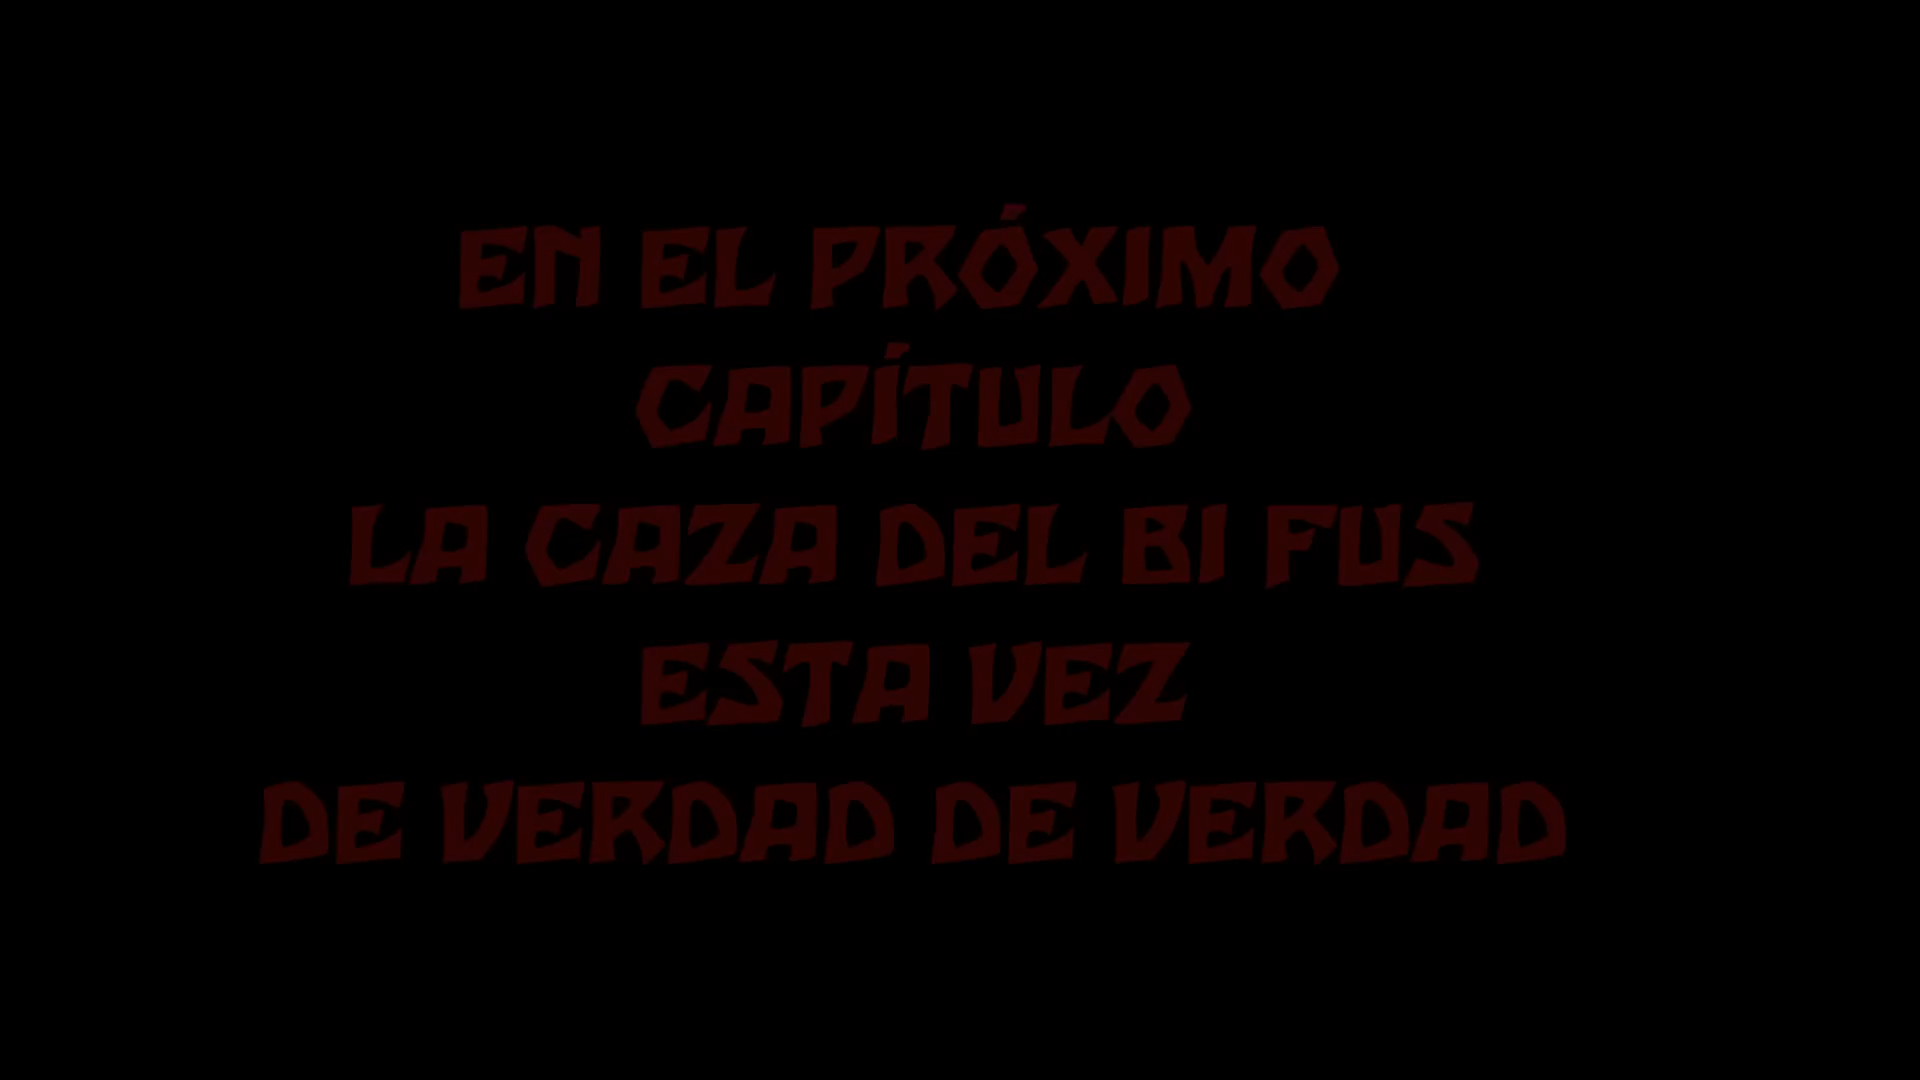 EN EL PRÓXIMO
CAPÍTULO
LA CAZA DEL BI FUS
ESTA VEZ
DE VERDAD DE VERDAD